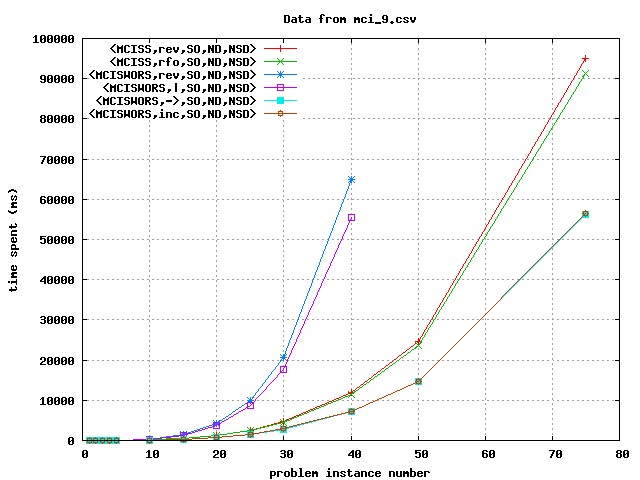 Data from mci_9.csv
<MCISS,rev,SO,ND,NSD>
<MCISS,rfo,SO,ND,NSD>
<MCISWORS,rev,SO,ND,NSD>
<MCISWORS,|,SO,ND,NSD>
<MCISWORS,->,SO,ND,NSD>
<MCISWORS,inc,SO,ND,NSD>
time spent (ms)
100000
90000
80000
70000
60000
50000
40000
30000
20000
10000
0
0 10 20 30 40 50 60 70 80
problem instance number